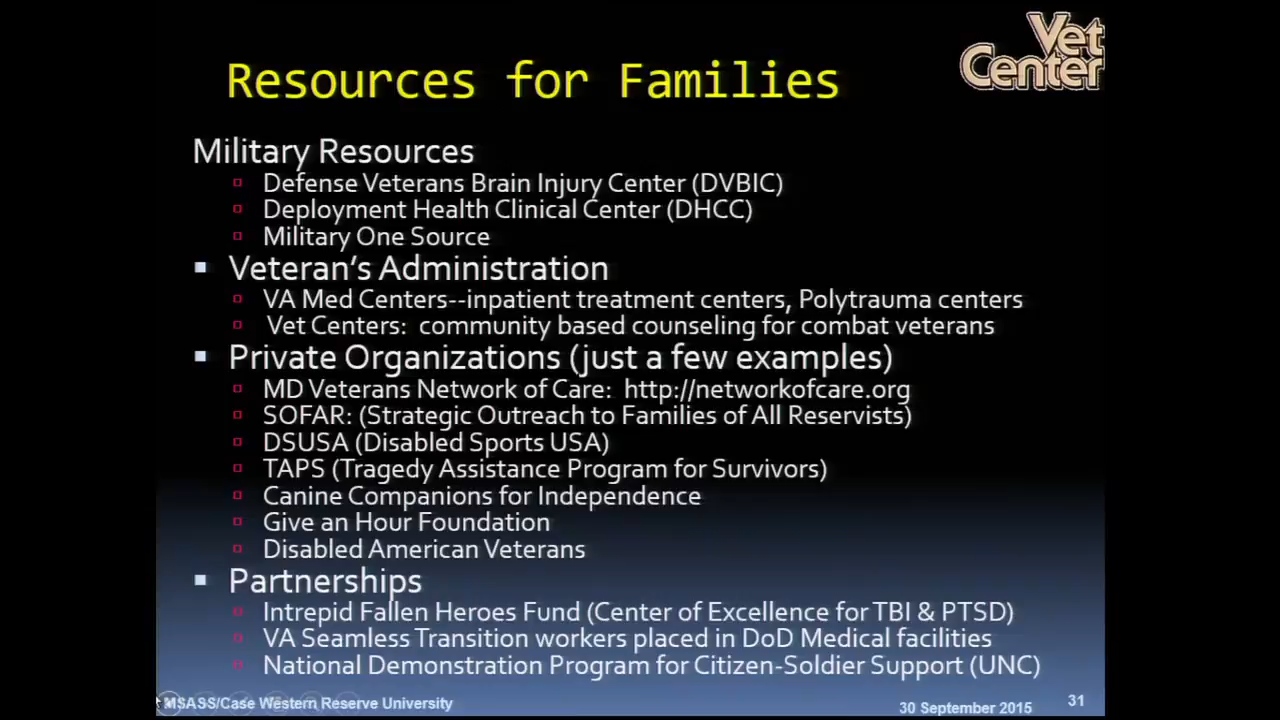 Vet
Center
Resources for Families
Military Resources
Defense Veterans Brain Injury Center (DVBIC)
Deployment Health Clinical Center (DHCC)
Military One Source
Veteran's Administration
VA Med Centers--inpatient treatment centers, Polytrauma centers
Vet Centers: community based counseling for combat veterans
Private Organizations (just a few examples)
MD Veterans Network of Care: http://networkofcare.org
SOFAR: (Strategic Outreach to Families of All Reservists)
DSUSA (Disabled Sports USA)
TAPS (Tragedy Assistance Program for Survivors)
Canine Companions for Independence
Give an Hour Foundation
Disabled American Veterans
Partnerships
Intrepid Fallen Heroes Fund (Center of Excellence for TBI & PTSD)
VA Seamless Transition workers placed in DoD Medical facilities
National Demonstration Program for Citizen-Soldier Support (UNC)
MSASS/Case Western Reserve University
30 September 2015
31